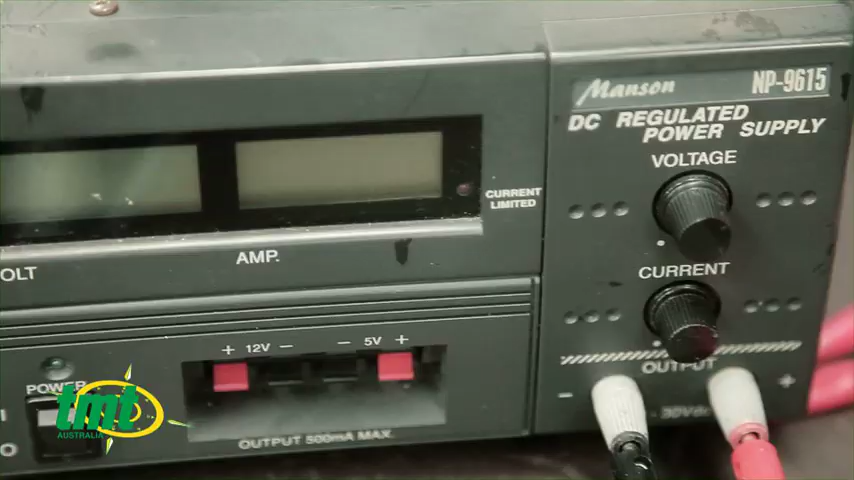 Manson NP-9615
DC REGULATED
POWER SUPPLY
VOLTAGE
CURRENT
LIMITED
OLT
AMP.
CURRENT
+ 12V - - 5V +
POWER
OUTPUT
- +
30Vdc
I
O
OUTPUT 500mA MAX.
tmt
AUSTRALIA